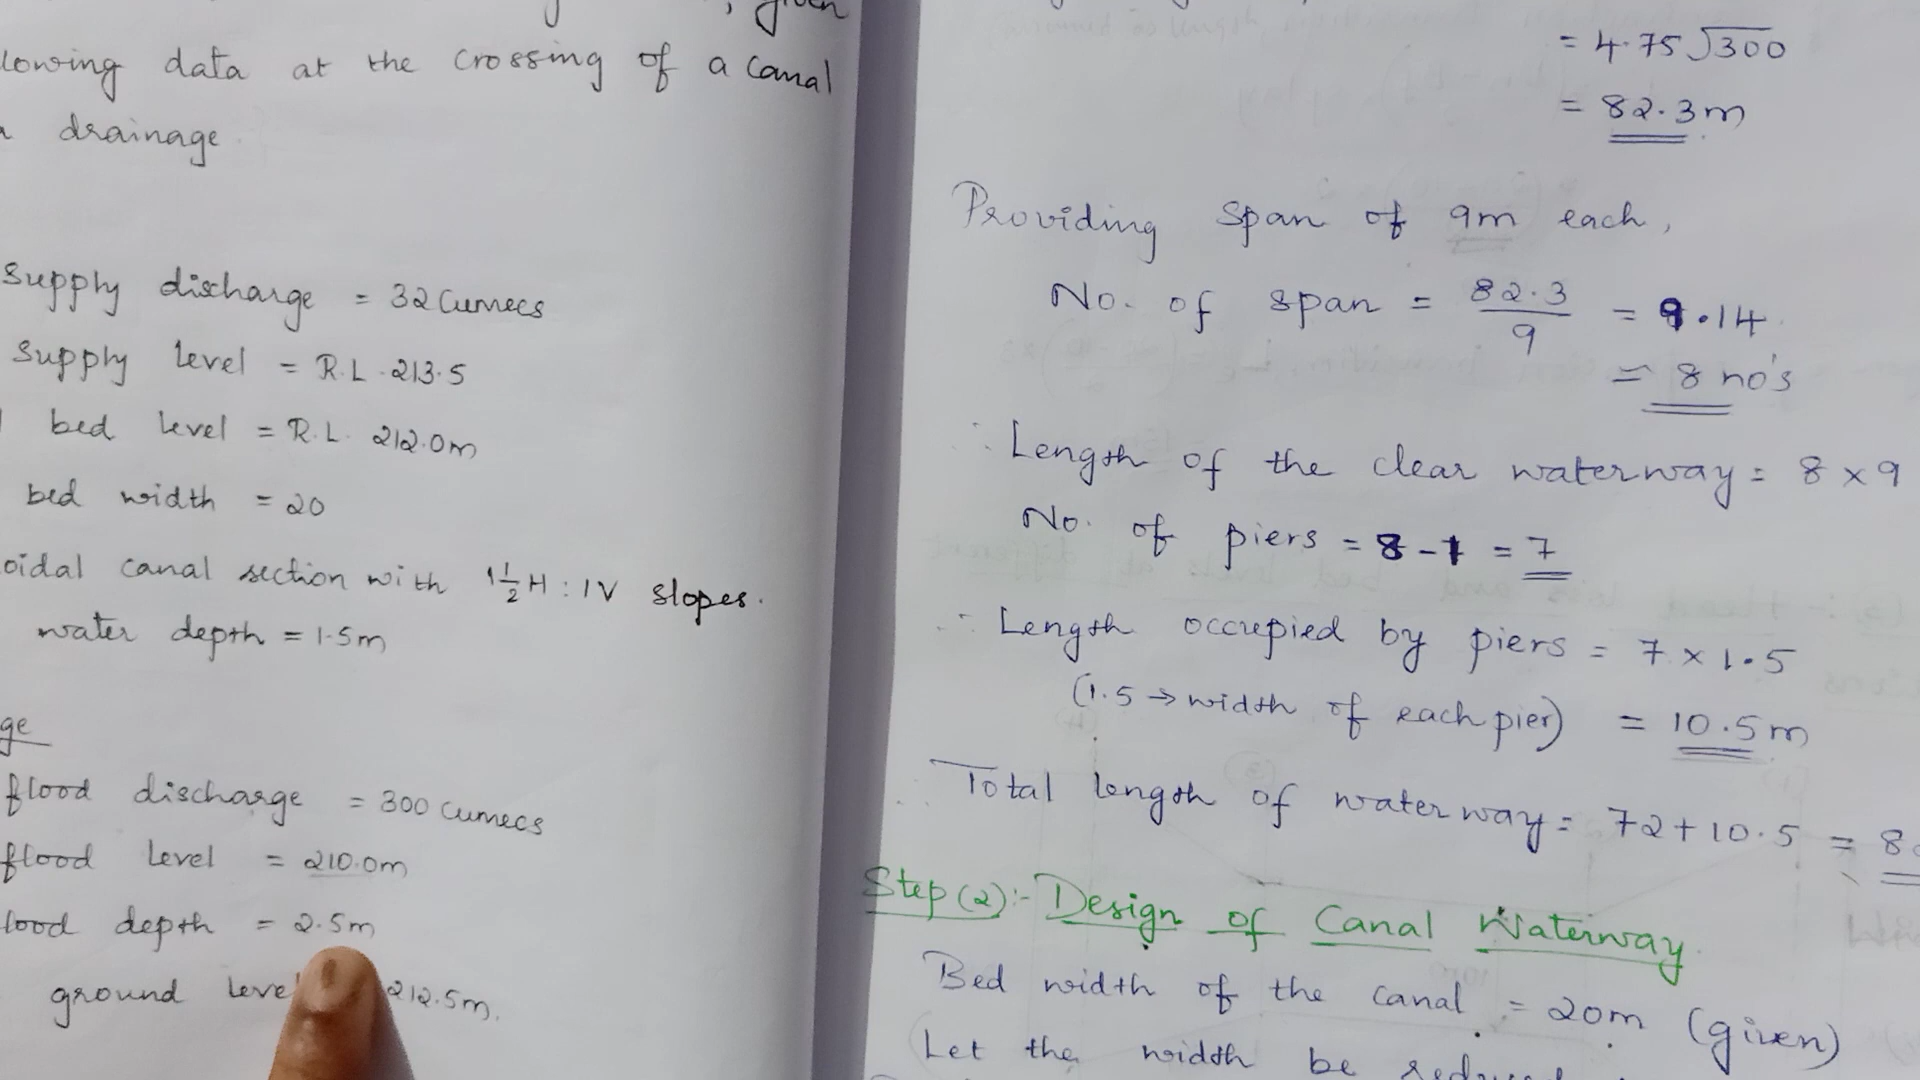 given
lowing data at the crossing of a canal
drainage.
Supply discharge = 32 Cumecs
Supply level = R.L. 213.5
bed level = R.L. 212.0m
bed width = 20
oidal canal section with 1 1/2 H : 1V slopes.
water depth = 1.5m
ge
flood discharge = 300 cumecs
flood level = 210.0m
lood depth = 2.5m
ground leve 212.5m.
= 4.75 √300
= 82.3m
Providing span of 9m each,
No. of span = 82.3/9 = 9.14
= 8 no's
∴ Length of the clear waterway = 8 × 9
No. of piers = 8 - 1 = 7
∴ Length occupied by piers = 7 × 1.5
(1.5 → width of each pier) = 10.5m
Total length of waterway = 72 + 10.5 = 8
Step (2):- Design of Canal Waterway.
Bed width of the canal = 20m (given)
Let the width be